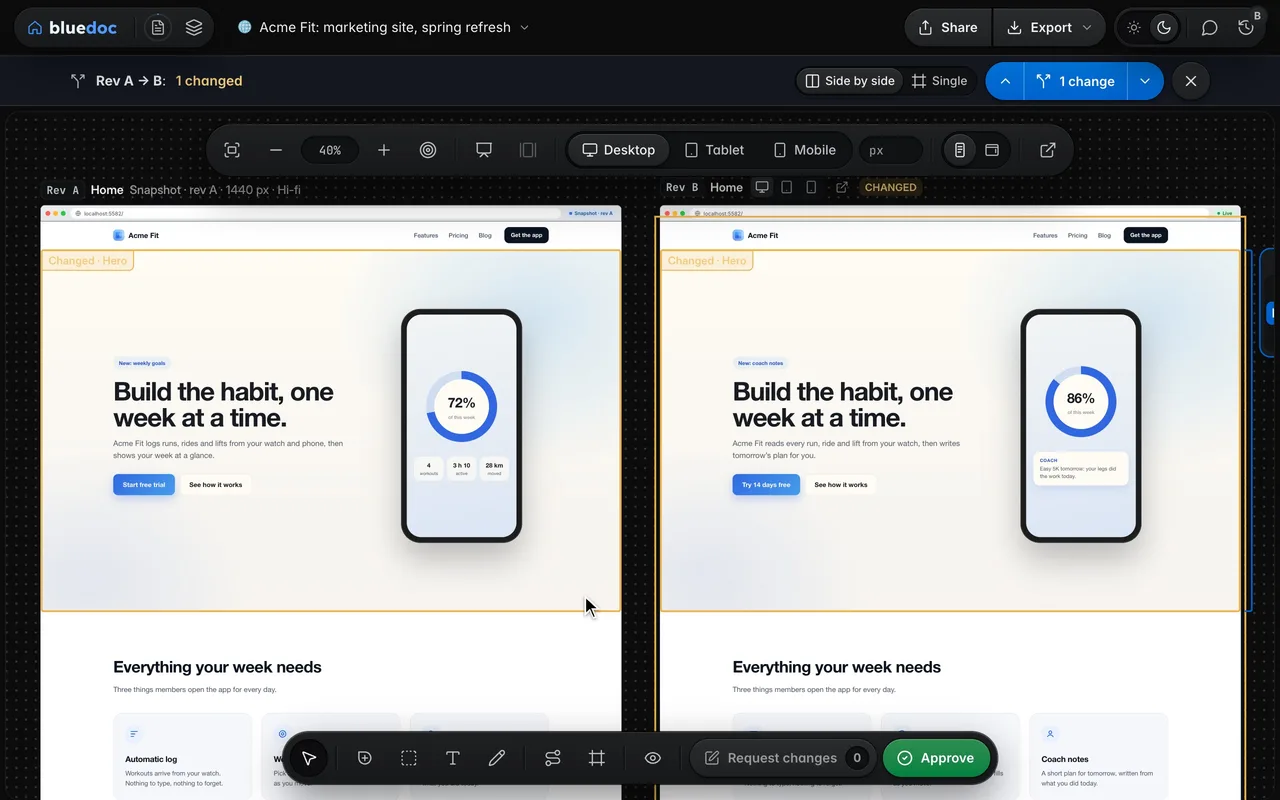 bluedoc
Acme Fit: marketing site, spring refresh
Share
Export
B
Rev A → B: 1 changed
Side by side
Single
1 change
40%
Desktop
Tablet
Mobile
px
Rev A Home Snapshot · rev A · 1440 px · Hi-fi
Rev B Home CHANGED
localhost:5582/
Snapshot · rev A
Acme Fit
Features
Pricing
Blog
Get the app
Changed · Hero
New: weekly goals
Build the habit, one
week at a time.
Acme Fit logs runs, rides and lifts from your watch and phone, then
shows your week at a glance.
Start free trial
See how it works
72%
of this week
4
workouts
3 h 10
active
28 km
moved
Everything your week needs
Three things members open the app for every day.
Automatic log
Workouts arrive from your watch.
Nothing to type, nothing to forget.
localhost:5582/
Live
Acme Fit
Features
Pricing
Blog
Get the app
Changed · Hero
New: coach notes
Build the habit, one
week at a time.
Acme Fit reads every run, ride and lift from your watch, then writes
tomorrow's plan for you.
Try 14 days free
See how it works
86%
of this week
COACH
Easy 5K tomorrow: your legs did
the work today.
Everything your week needs
Three things members open the app for every day.
Coach notes
A short plan for tomorrow, written from
what you did today.
Request changes 0
Approve